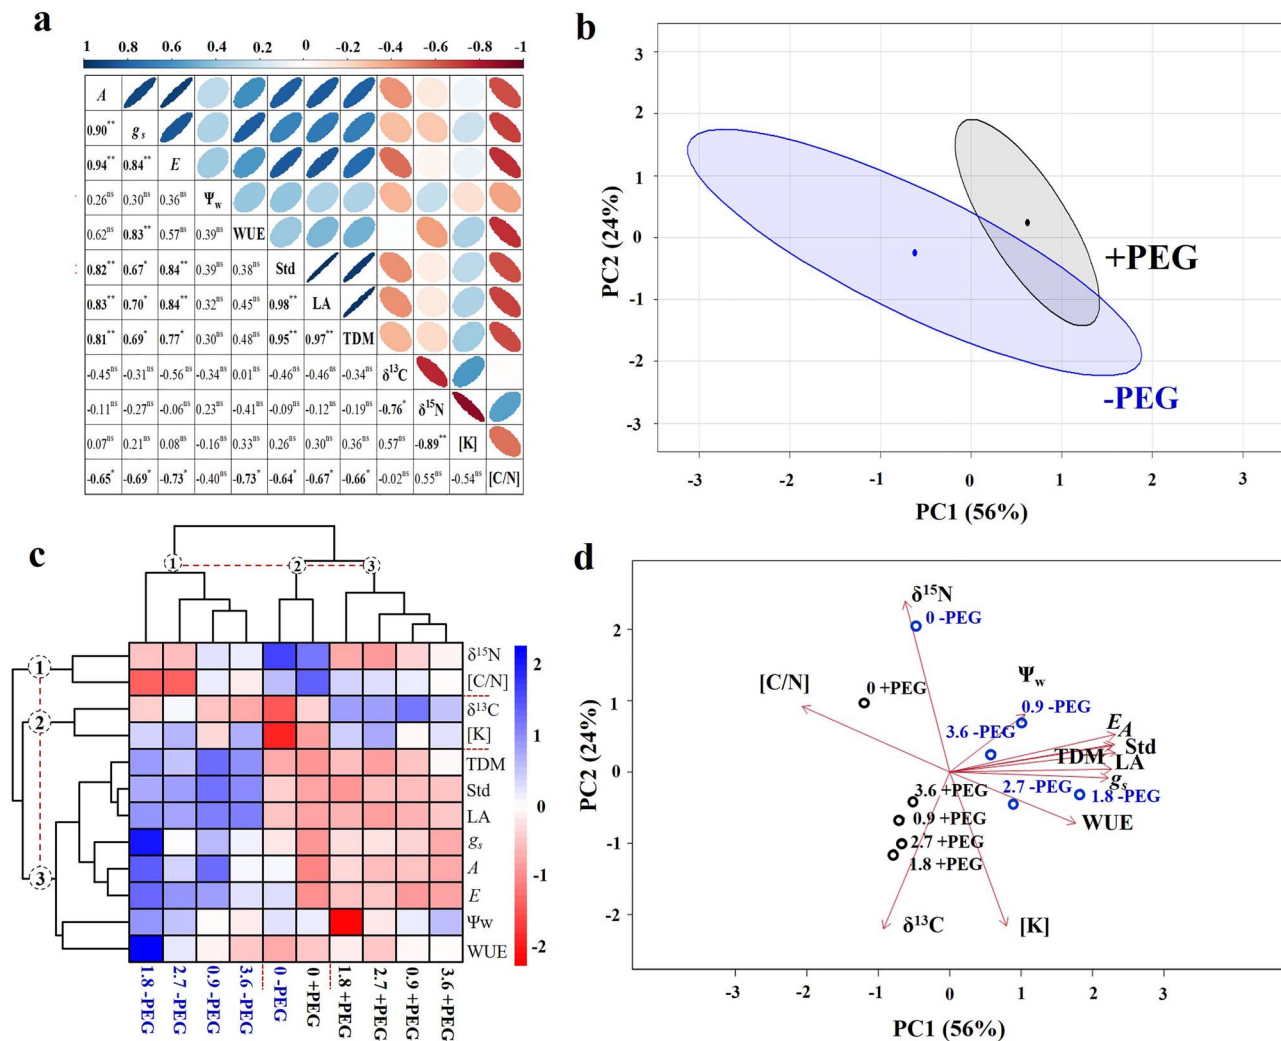 a
1 0.8 0.6 0.4 0.2 0 -0.2 -0.4 -0.6 -0.8 -1
A
0.90** gs
0.94** 0.84** E
0.26ns 0.30ns 0.36ns Ψw
0.62ns 0.83** 0.57ns 0.39ns WUE
0.82** 0.67* 0.84** 0.39ns 0.38ns Std
0.83** 0.70* 0.84** 0.32ns 0.45ns 0.98** LA
0.81** 0.69* 0.77* 0.30ns 0.48ns 0.95** 0.97** TDM
-0.45ns -0.31ns -0.56ns -0.34ns 0.01ns -0.46ns -0.46ns -0.34ns δ13C
-0.11ns -0.27ns -0.06ns 0.23ns -0.41ns -0.09ns -0.12ns -0.19ns -0.76* δ15N
0.07ns 0.21ns 0.08ns -0.16ns 0.33ns 0.26ns 0.30ns 0.36ns 0.57ns -0.89** [K]
-0.65* -0.69* -0.73* -0.40ns -0.73* -0.64* -0.67* -0.66* -0.02ns 0.55ns -0.54ns [C/N]
b
3
2
1
0
-1
-2
-3
PC2 (24%)
+PEG
-PEG
-3 -2 -1 0 1 2 3
PC1 (56%)
c
1 2 3
1
2
3
δ15N
[C/N]
δ13C
[K]
TDM
Std
LA
gs
A
E
Ψw
WUE
2
1
0
-1
-2
1.8 -PEG
2.7 -PEG
0.9 -PEG
3.6 -PEG
0 -PEG
0 +PEG
1.8 +PEG
2.7 +PEG
0.9 +PEG
3.6 +PEG
d
2
1
0
-1
2
PC2 (24%)
δ15N
0 -PEG
[C/N]
0 +PEG
Ψw
0.9 -PEG
3.6 -PEG
E
A
Std
TDM
LA
gs
2.7 -PEG
1.8 -PEG
WUE
3.6 +PEG
0.9 +PEG
2.7 +PEG
1.8 +PEG
δ13C
[K]
-3 -2 -1 0 1 2 3
PC1 (56%)